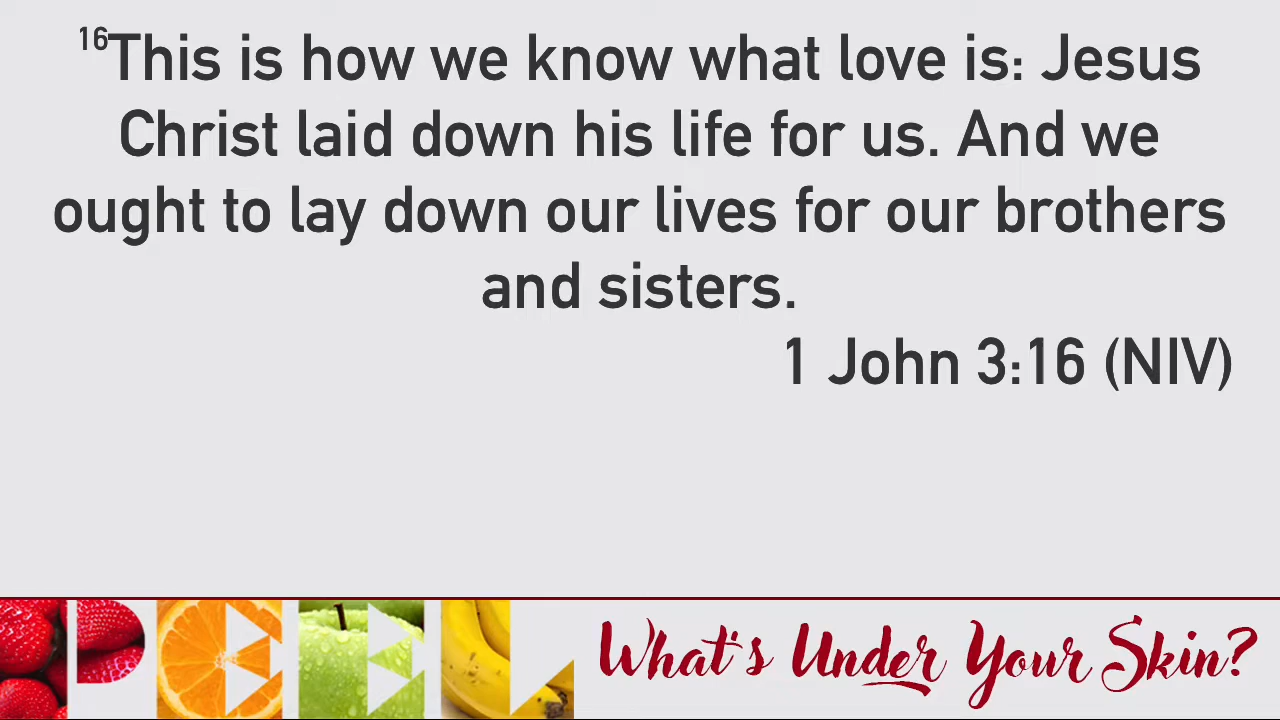 16This is how we know what love is: Jesus
Christ laid down his life for us. And we
ought to lay down our lives for our brothers
and sisters.
1 John 3:16 (NIV)
PEEL What's Under Your Skin?